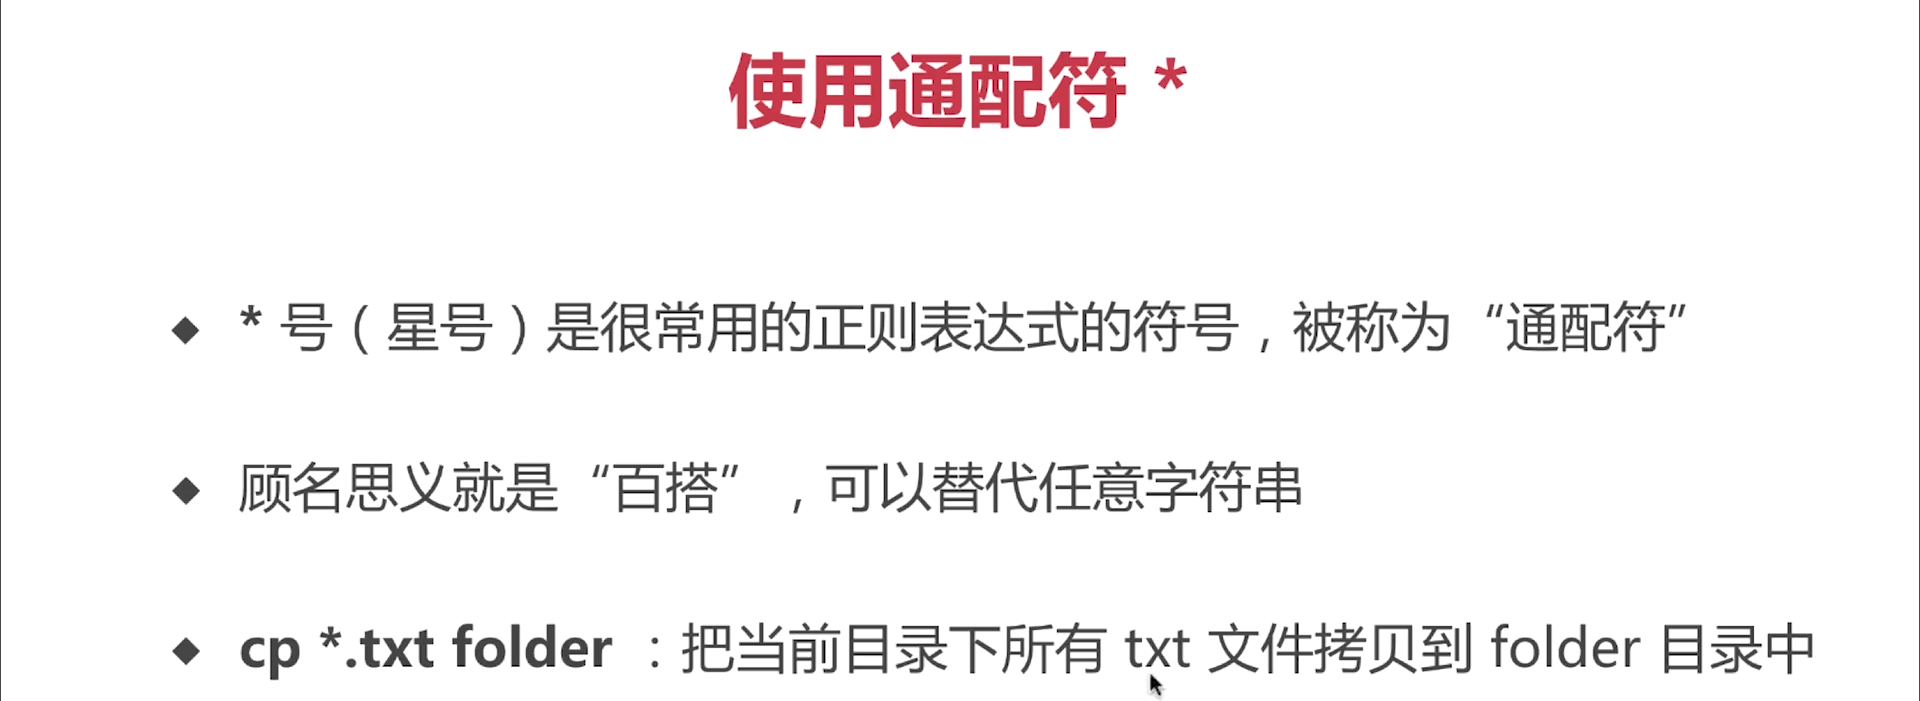 使用通配符 *
◆ * 号（星号）是很常用的正则表达式的符号，被称为“通配符”
◆ 顾名思义就是“百搭”，可以替代任意字符串
◆ cp *.txt folder ：把当前目录下所有 txt 文件拷贝到 folder 目录中